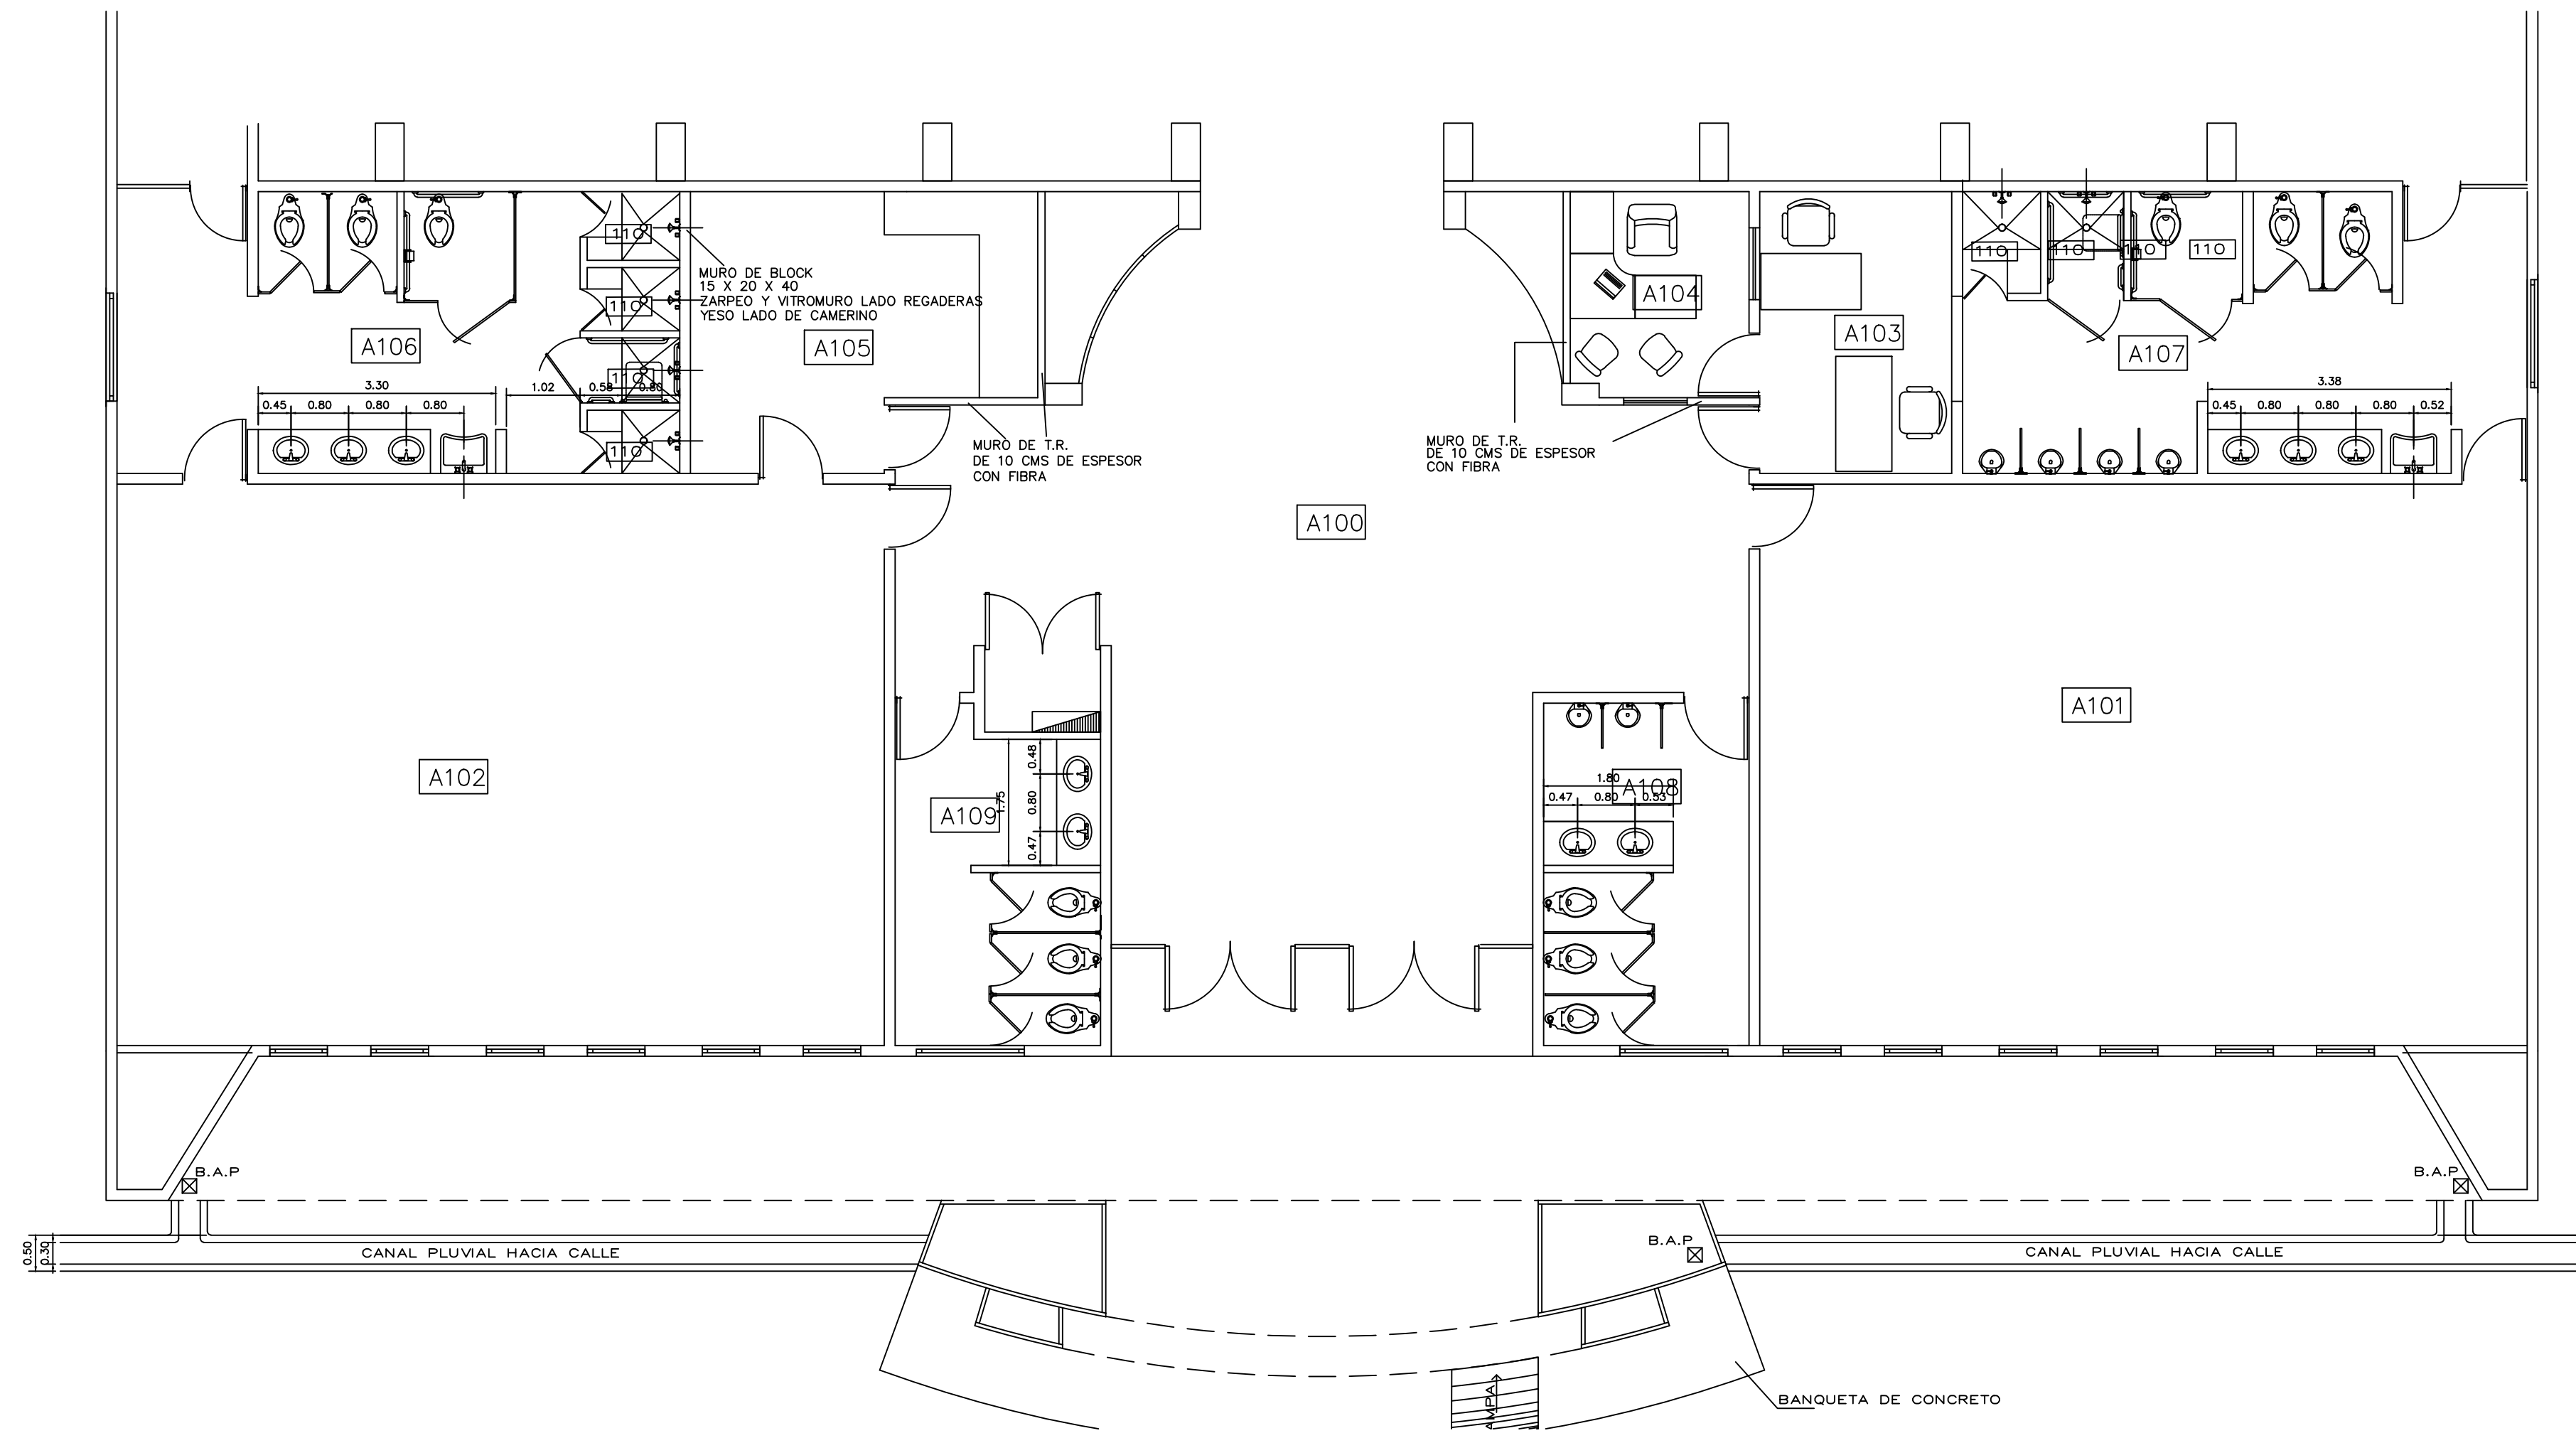 110
110
110
110
110
110
110
110
MURO DE BLOCK
15 X 20 X 40
ZARPEO Y VITROMURO LADO REGADERAS
YESO LADO DE CAMERINO
A106
A105
A104
A103
A107
3.30
0.45
0.80
0.80
0.80
1.02
0.58
0.80
3.38
0.45
0.80
0.80
0.80
0.52
MURO DE T.R.
DE 10 CMS DE ESPESOR
CON FIBRA
MURO DE T.R.
DE 10 CMS DE ESPESOR
CON FIBRA
A100
A101
A102
A109
1.75
0.48
0.80
0.47
A108
1.80
0.47
0.80
0.53
B.A.P
B.A.P
B.A.P
0.50
0.30
CANAL PLUVIAL HACIA CALLE
CANAL PLUVIAL HACIA CALLE
BANQUETA DE CONCRETO